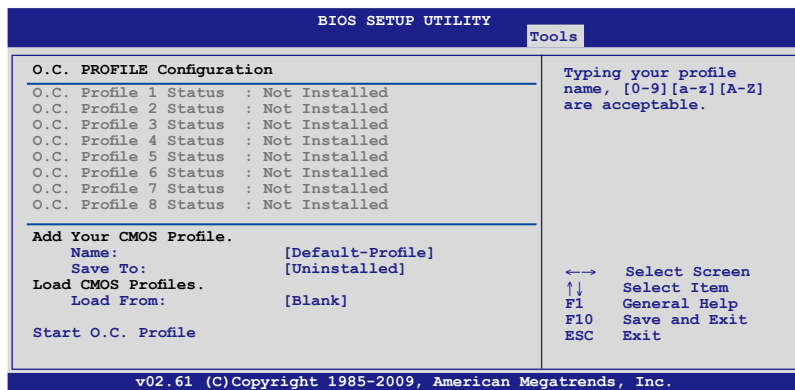 BIOS SETUP UTILITY
Tools
O.C. PROFILE Configuration
O.C. Profile 1 Status : Not Installed
O.C. Profile 2 Status : Not Installed
O.C. Profile 3 Status : Not Installed
O.C. Profile 4 Status : Not Installed
O.C. Profile 5 Status : Not Installed
O.C. Profile 6 Status : Not Installed
O.C. Profile 7 Status : Not Installed
O.C. Profile 8 Status : Not Installed
Add Your CMOS Profile.
Name: [Default-Profile]
Save To: [Uninstalled]
Load CMOS Profiles.
Load From: [Blank]
Start O.C. Profile
Typing your profile
name, [0-9][a-z][A-Z]
are acceptable.
←→ Select Screen
↑↓ Select Item
F1 General Help
F10 Save and Exit
ESC Exit
v02.61 (C)Copyright 1985-2009, American Megatrends, Inc.